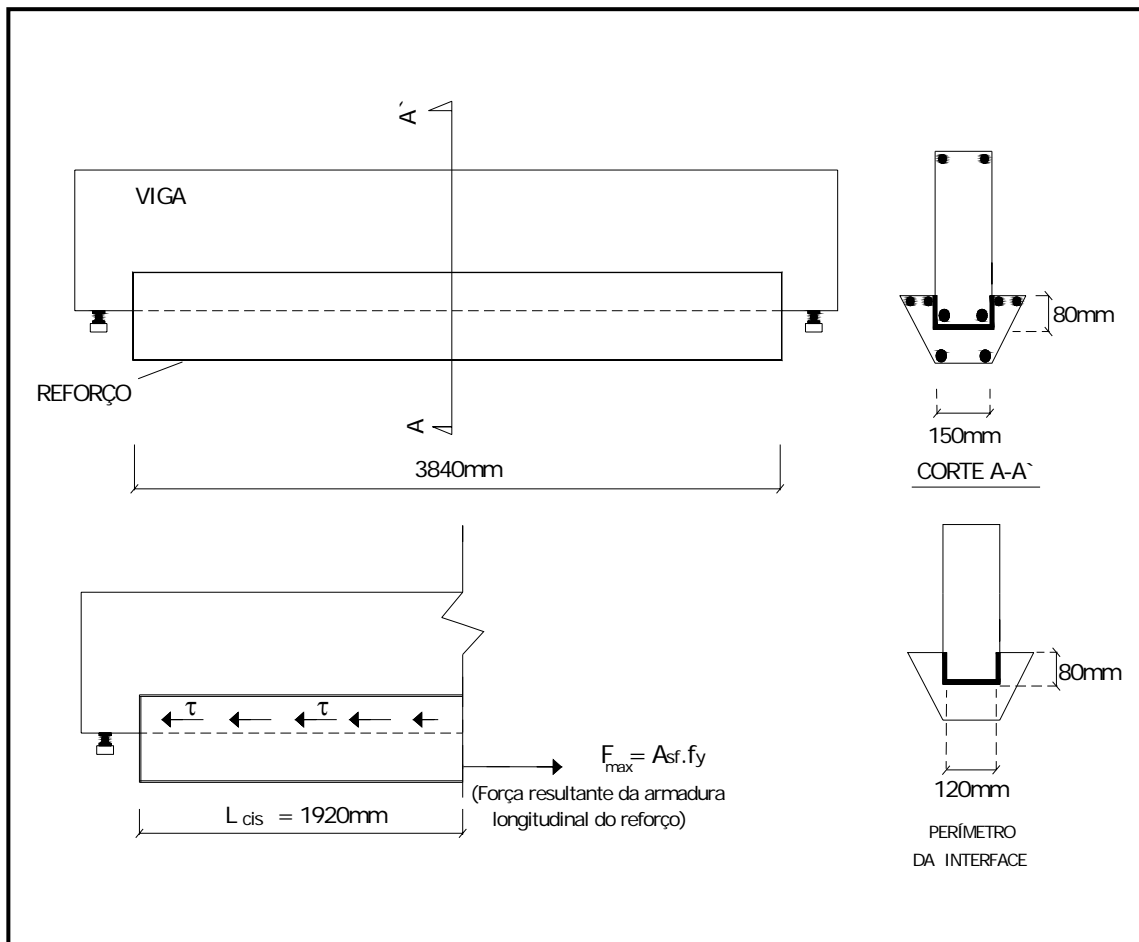 VIGA
A`
A
REFORÇO
3840mm
80mm
150mm
CORTE A-A`
τ
τ
Fmax= Asf.fy
(Força resultante da armadura
longitudinal do reforço)
L cis = 1920mm
80mm
120mm
PERÍMETRO
DA INTERFACE